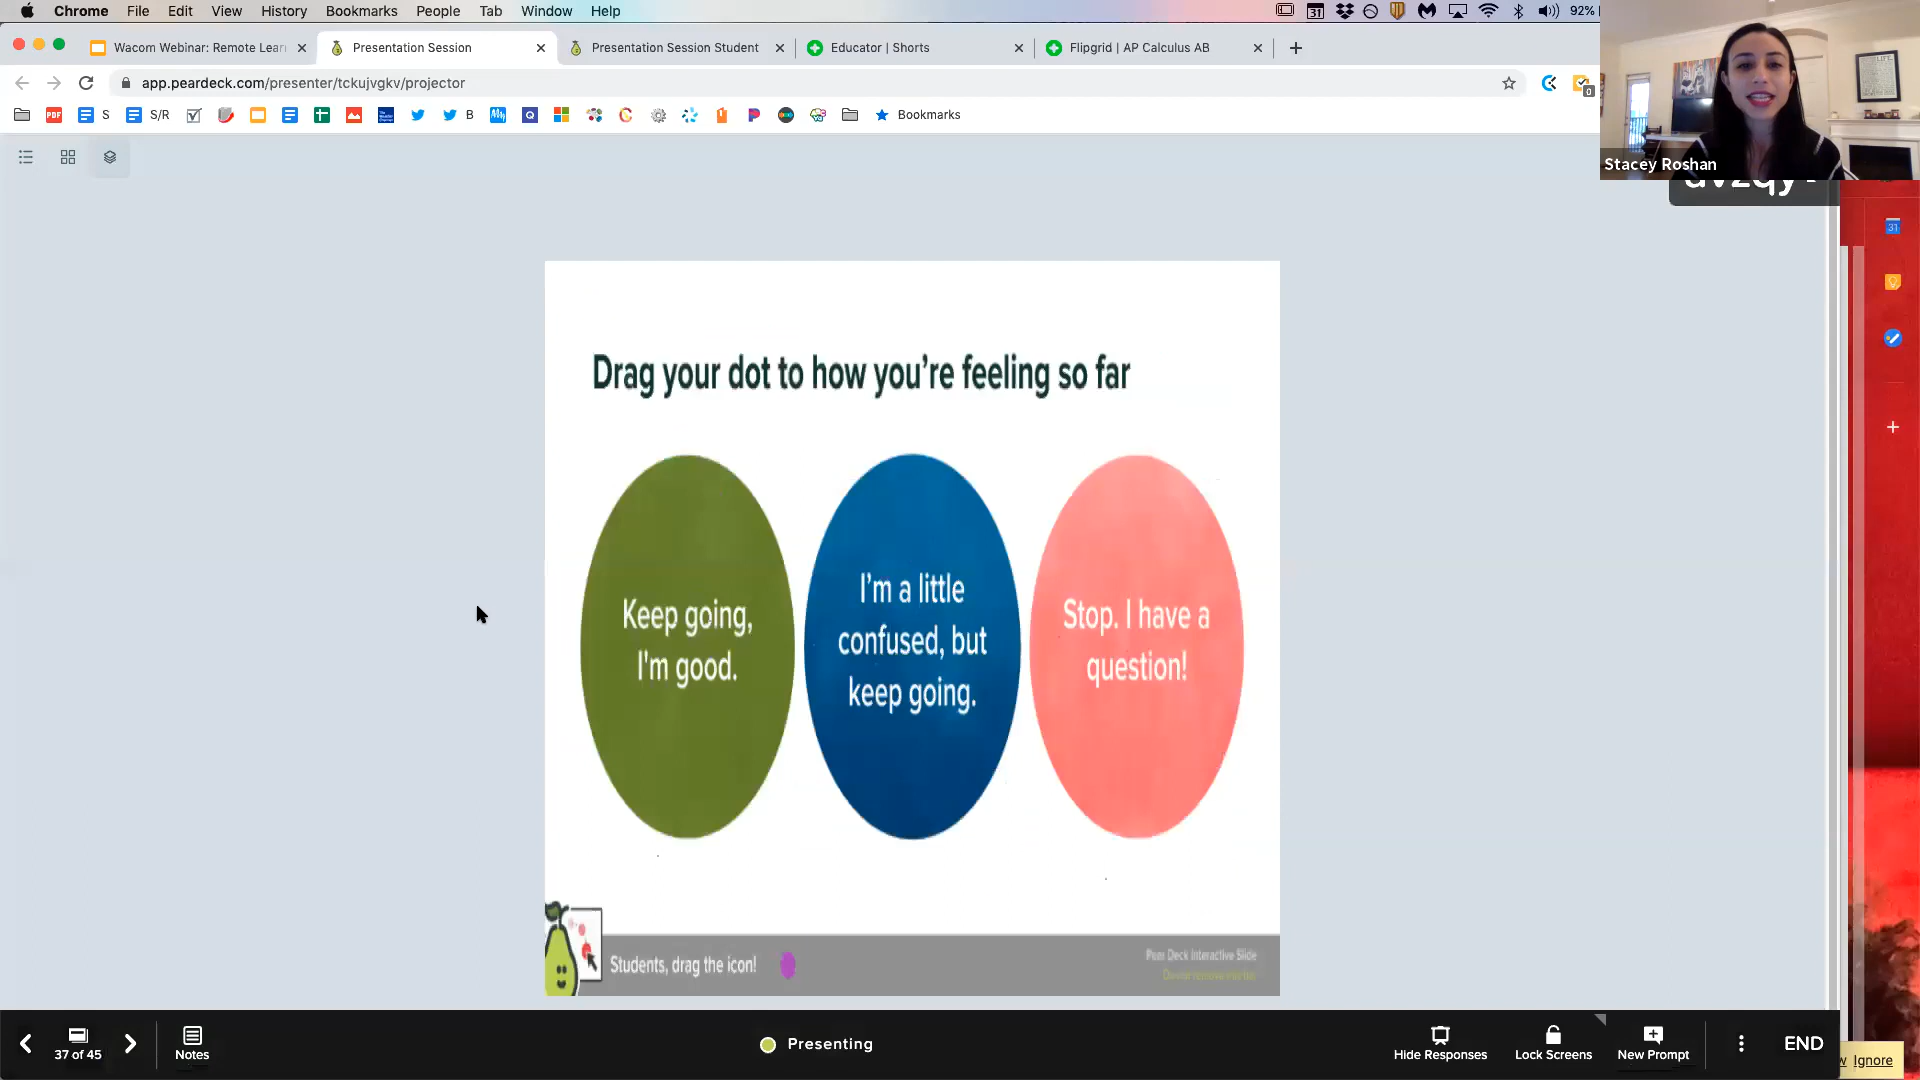 Chrome File Edit View History Bookmarks People Tab Window Help
31
92%
Wacom Webinar: Remote Lear
Presentation Session
Presentation Session Student
Educator | Shorts
Flipgrid | AP Calculus AB
app.peardeck.com/presenter/tckujvgkv/projector
0
PDF
S
S/R
B
Bookmarks
Stacey Roshan
31
Drag your dot to how you're feeling so far
Keep going,
I'm good.
I'm a little
confused, but
keep going.
Stop. I have a
question!
Students, drag the icon!
Pear Deck Interactive Slide
37 of 45
Notes
Presenting
Hide Responses
Lock Screens
New Prompt
END
Ignore